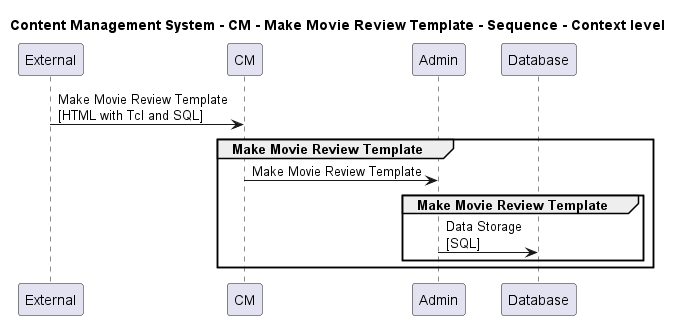 Content Management System - CM - Make Movie Review Template - Sequence - Context level
External
CM
Admin
Database
Make Movie Review Template
[HTML with Tcl and SQL]
Make Movie Review Template
Make Movie Review Template
Make Movie Review Template
Data Storage
[SQL]
External
CM
Admin
Database